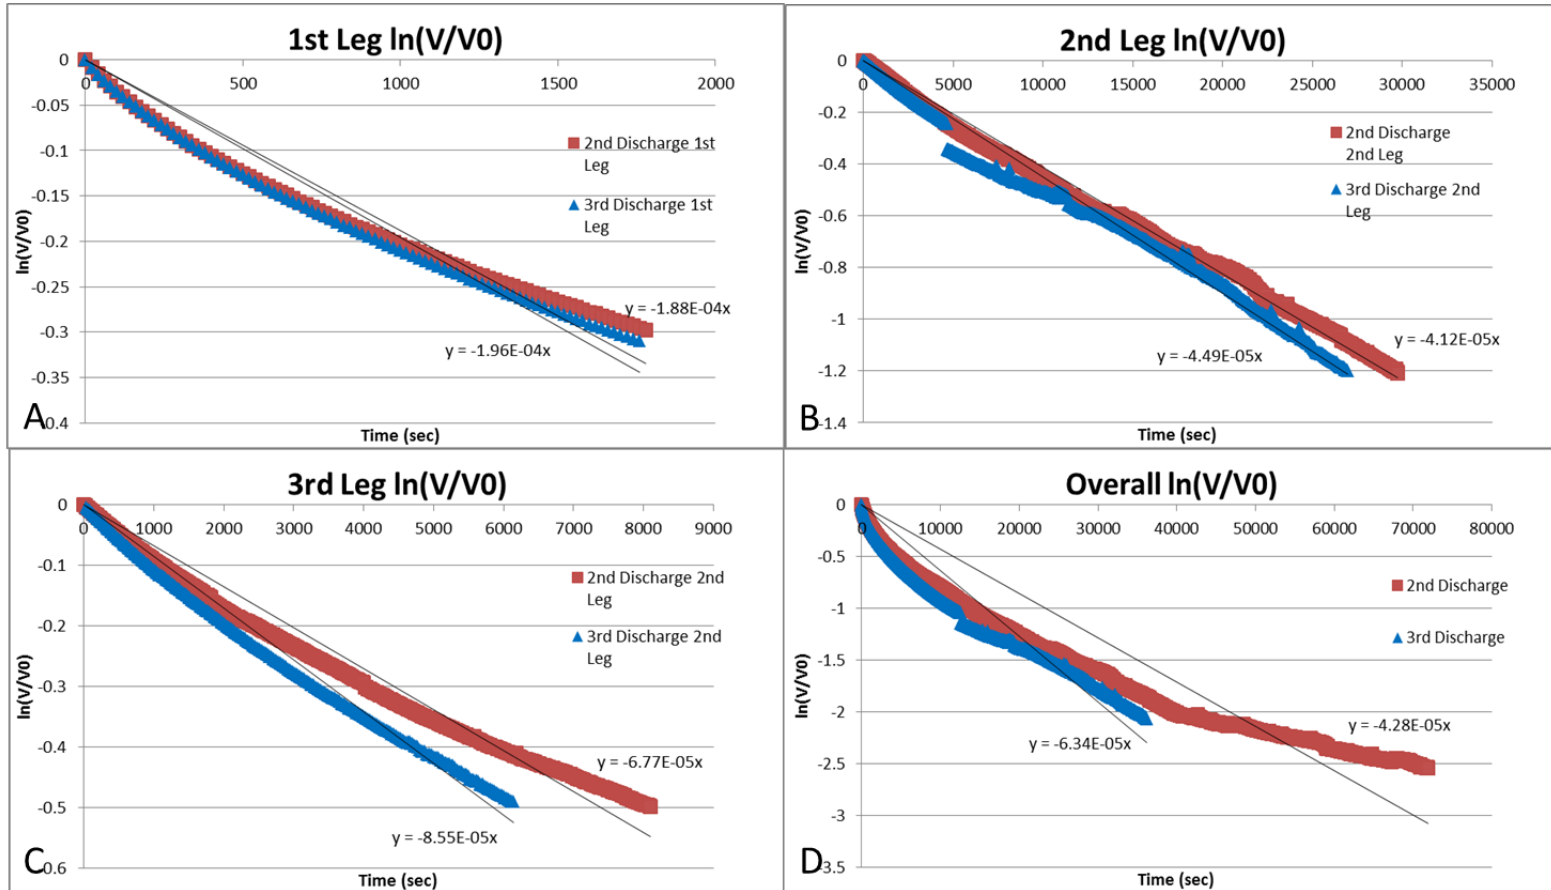 1st Leg ln(V/V0)
0
0 500 1000 1500 2000
-0.05
-0.1
-0.15
-0.2
-0.25
-0.3
-0.35
0.4
ln(V/V0)
2nd Discharge 1st
Leg
3rd Discharge 1st
Leg
y = -1.88E-04x
y = -1.96E-04x
A
Time (sec)
2nd Leg ln(V/V0)
0
0 5000 10000 15000 20000 25000 30000 35000
-0.2
-0.4
-0.6
-0.8
-1
-1.2
-1.4
ln(V/V0)
2nd Discharge
2nd Leg
3rd Discharge 2nd
Leg
y = -4.12E-05x
y = -4.49E-05x
B
Time (sec)
3rd Leg ln(V/V0)
0
0 1000 2000 3000 4000 5000 6000 7000 8000 9000
-0.1
-0.2
-0.3
-0.4
-0.5
0.6
ln(V/V0)
2nd Discharge 2nd
Leg
3rd Discharge 2nd
Leg
y = -6.77E-05x
y = -8.55E-05x
C
Time (sec)
Overall ln(V/V0)
0
0 10000 20000 30000 40000 50000 60000 70000 80000
-0.5
-1
-1.5
-2
-2.5
-3
-3.5
ln(V/V0)
2nd Discharge
3rd Discharge
y = -4.28E-05x
y = -6.34E-05x
D
Time (sec)